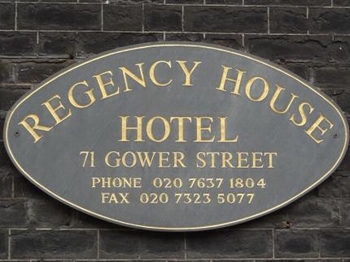 REGENCY HOUSE
HOTEL
71 GOWER STREET
PHONE 020 7637 1804
FAX 020 7323 5077